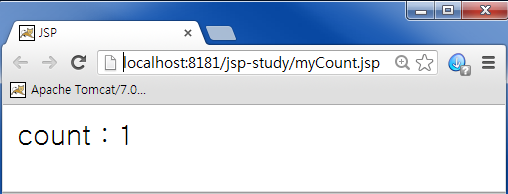 JSP
localhost:8181/jsp-study/myCount.jsp
Apache Tomcat/7.0...
count : 1